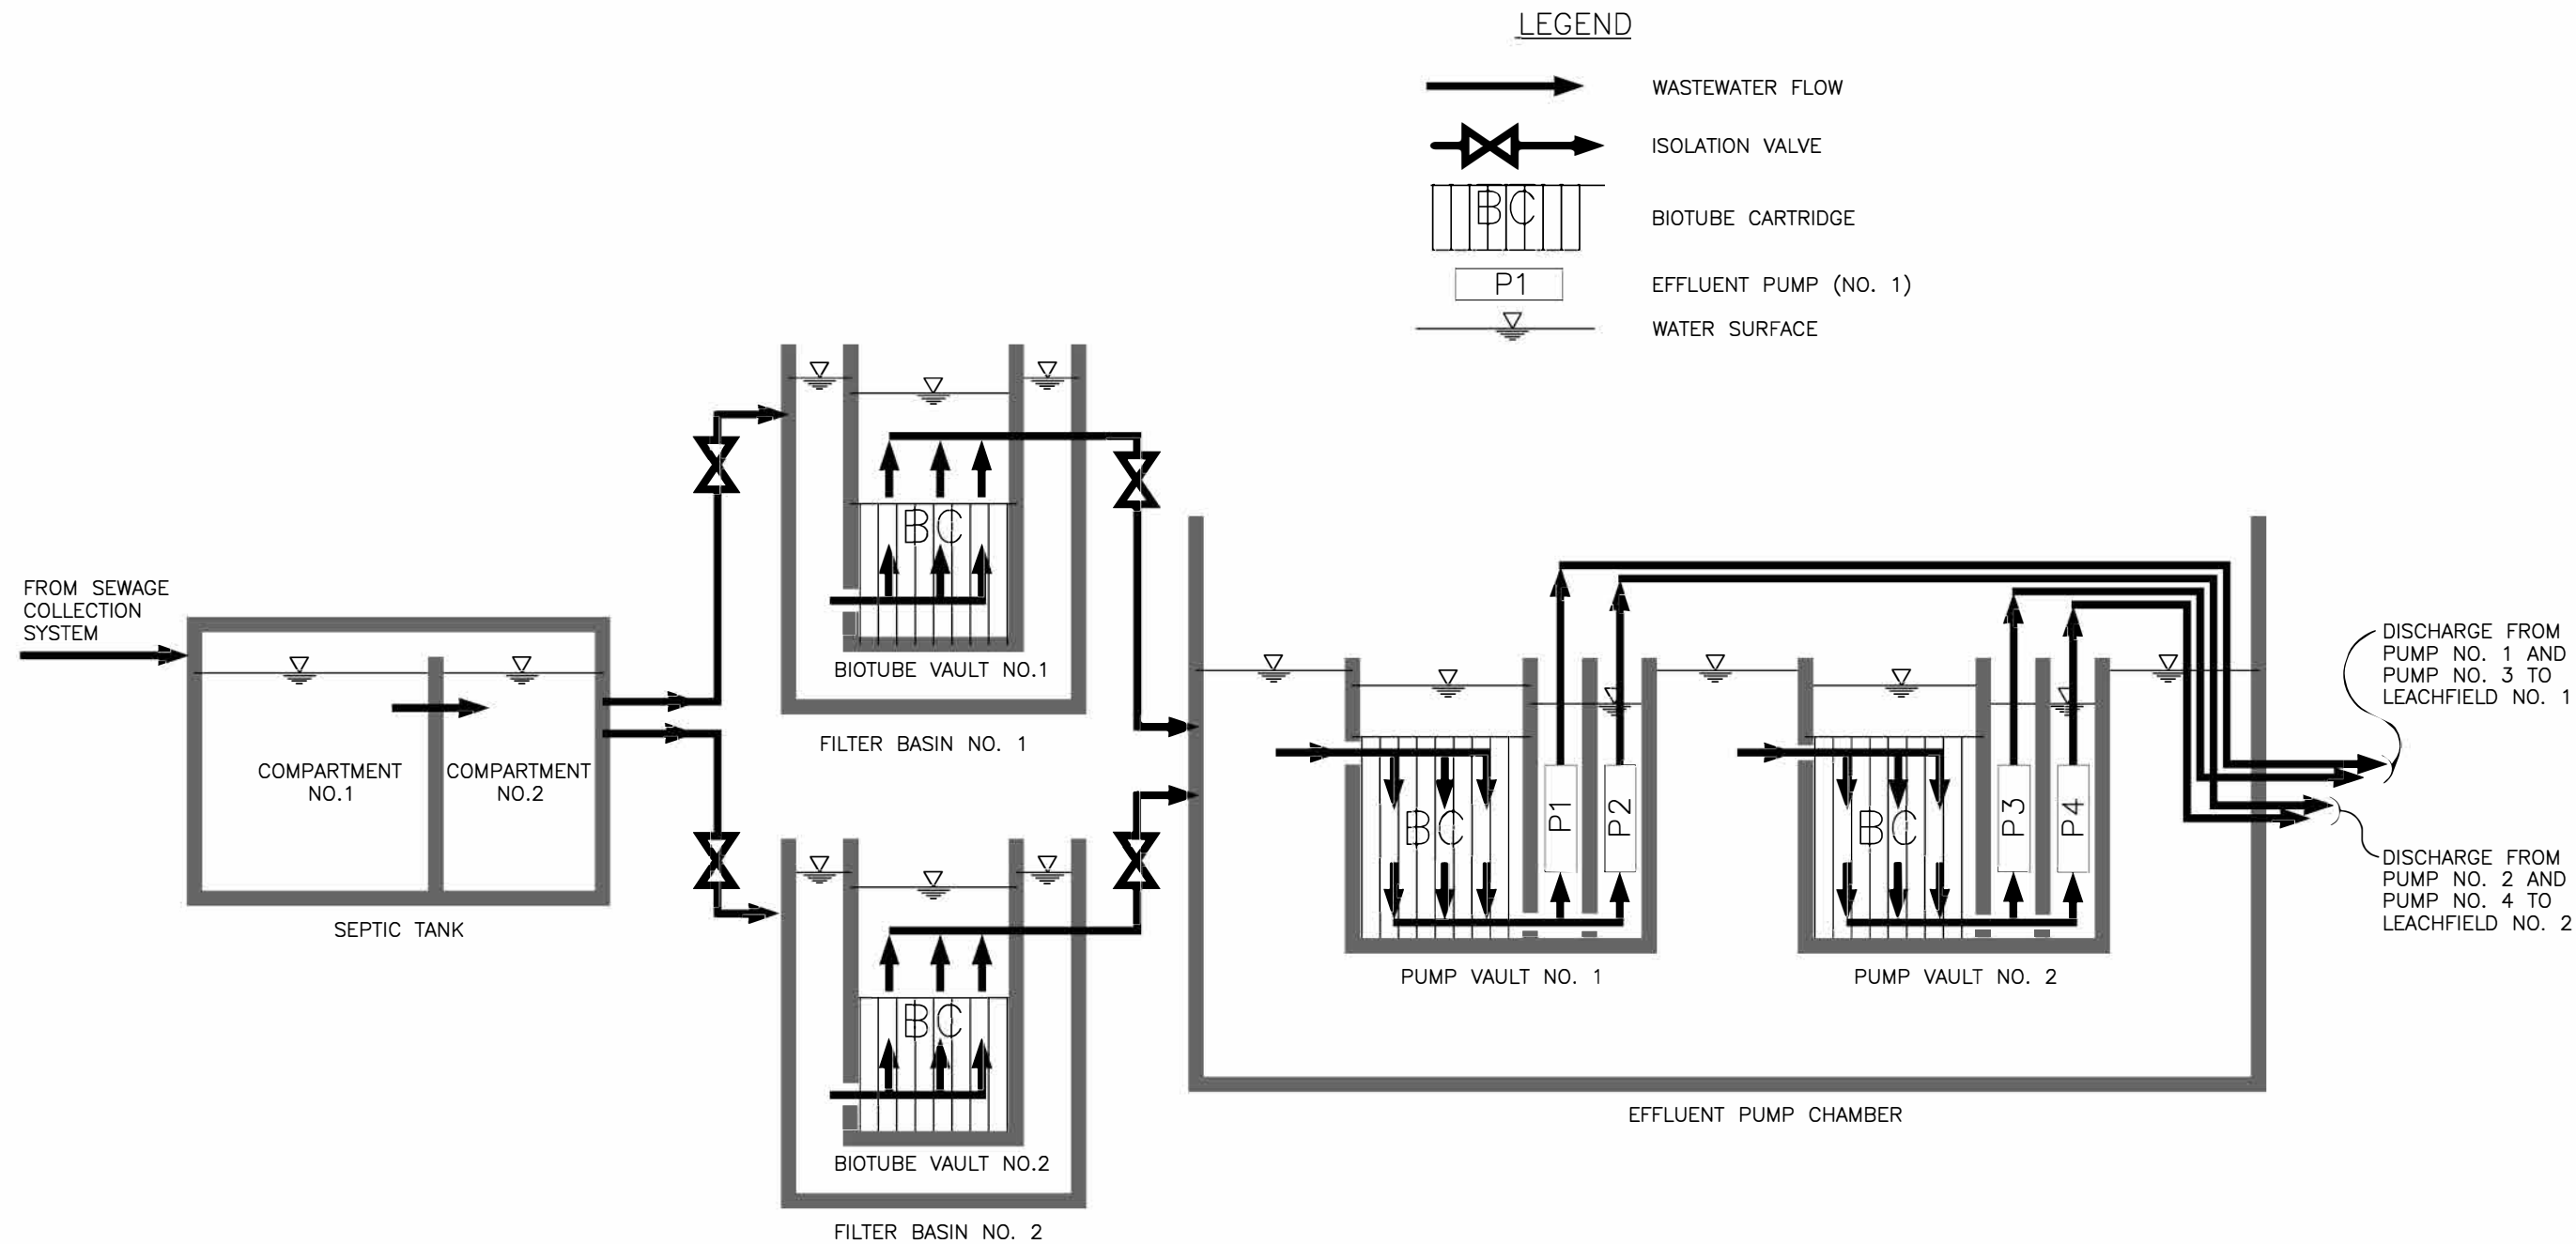 LEGEND
WASTEWATER FLOW
ISOLATION VALVE
BC
BIOTUBE CARTRIDGE
P1
EFFLUENT PUMP (NO. 1)
WATER SURFACE
FROM SEWAGE
COLLECTION
SYSTEM
COMPARTMENT
NO.1
COMPARTMENT
NO.2
SEPTIC TANK
BC
BIOTUBE VAULT NO.1
FILTER BASIN NO. 1
BC
BIOTUBE VAULT NO.2
FILTER BASIN NO. 2
BC
P1
P2
PUMP VAULT NO. 1
BC
P3
P4
PUMP VAULT NO. 2
EFFLUENT PUMP CHAMBER
DISCHARGE FROM
PUMP NO. 1 AND
PUMP NO. 3 TO
LEACHFIELD NO. 1
DISCHARGE FROM
PUMP NO. 2 AND
PUMP NO. 4 TO
LEACHFIELD NO. 2